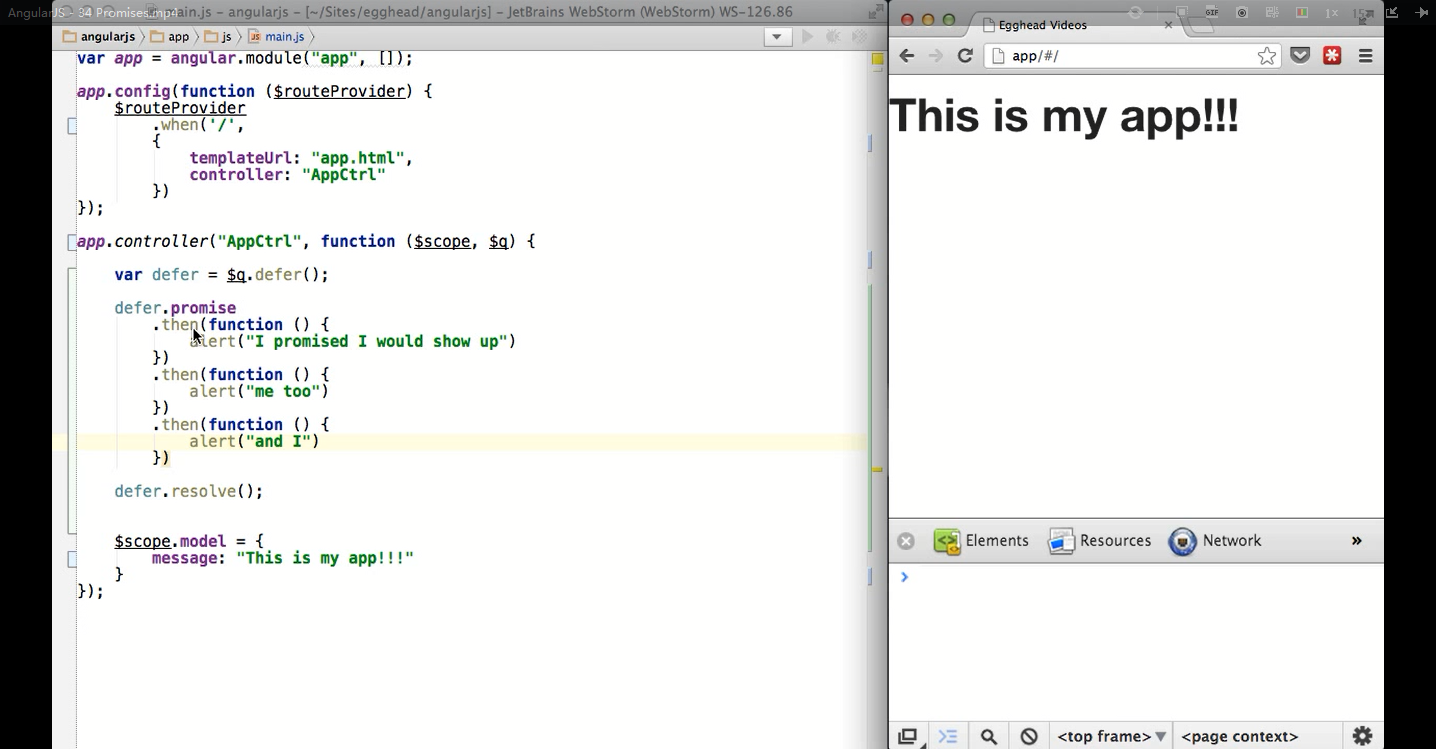 AngularJS - 34 Promises.mp4
main.js - angularjs - [~/Sites/egghead/angularjs] - JetBrains WebStorm (WebStorm) WS-126.86
angularjs app js main.js
var app = angular.module("app", []);
app.config(function ($routeProvider) {
$routeProvider
.when('/',
{
templateUrl: "app.html",
controller: "AppCtrl"
})
});
app.controller("AppCtrl", function ($scope, $q) {
var defer = $q.defer();
defer.promise
.then(function () {
alert("I promised I would show up")
})
.then(function () {
alert("me too")
})
.then(function () {
alert("and I")
})
defer.resolve();
$scope.model = {
message: "This is my app!!!"
}
});
GIF 1x
Egghead Videos
app/#/
This is my app!!!
Elements Resources Network »
<top frame> <page context>